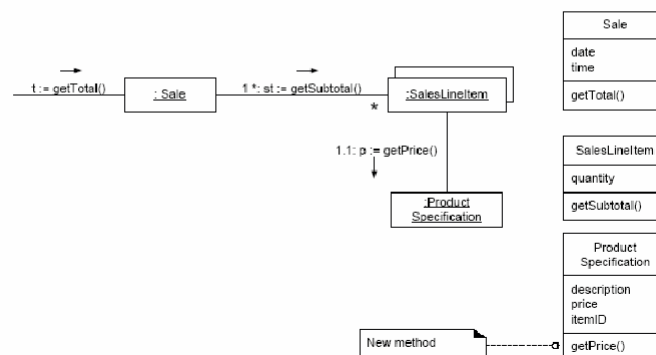 t := getTotal()
: Sale
1 *: st := getSubtotal()
:SalesLineItem
*
1.1: p := getPrice()
:Product
Specification
Sale
date
time
getTotal()
SalesLineItem
quantity
getSubtotal()
Product
Specification
description
price
itemID
getPrice()
New method